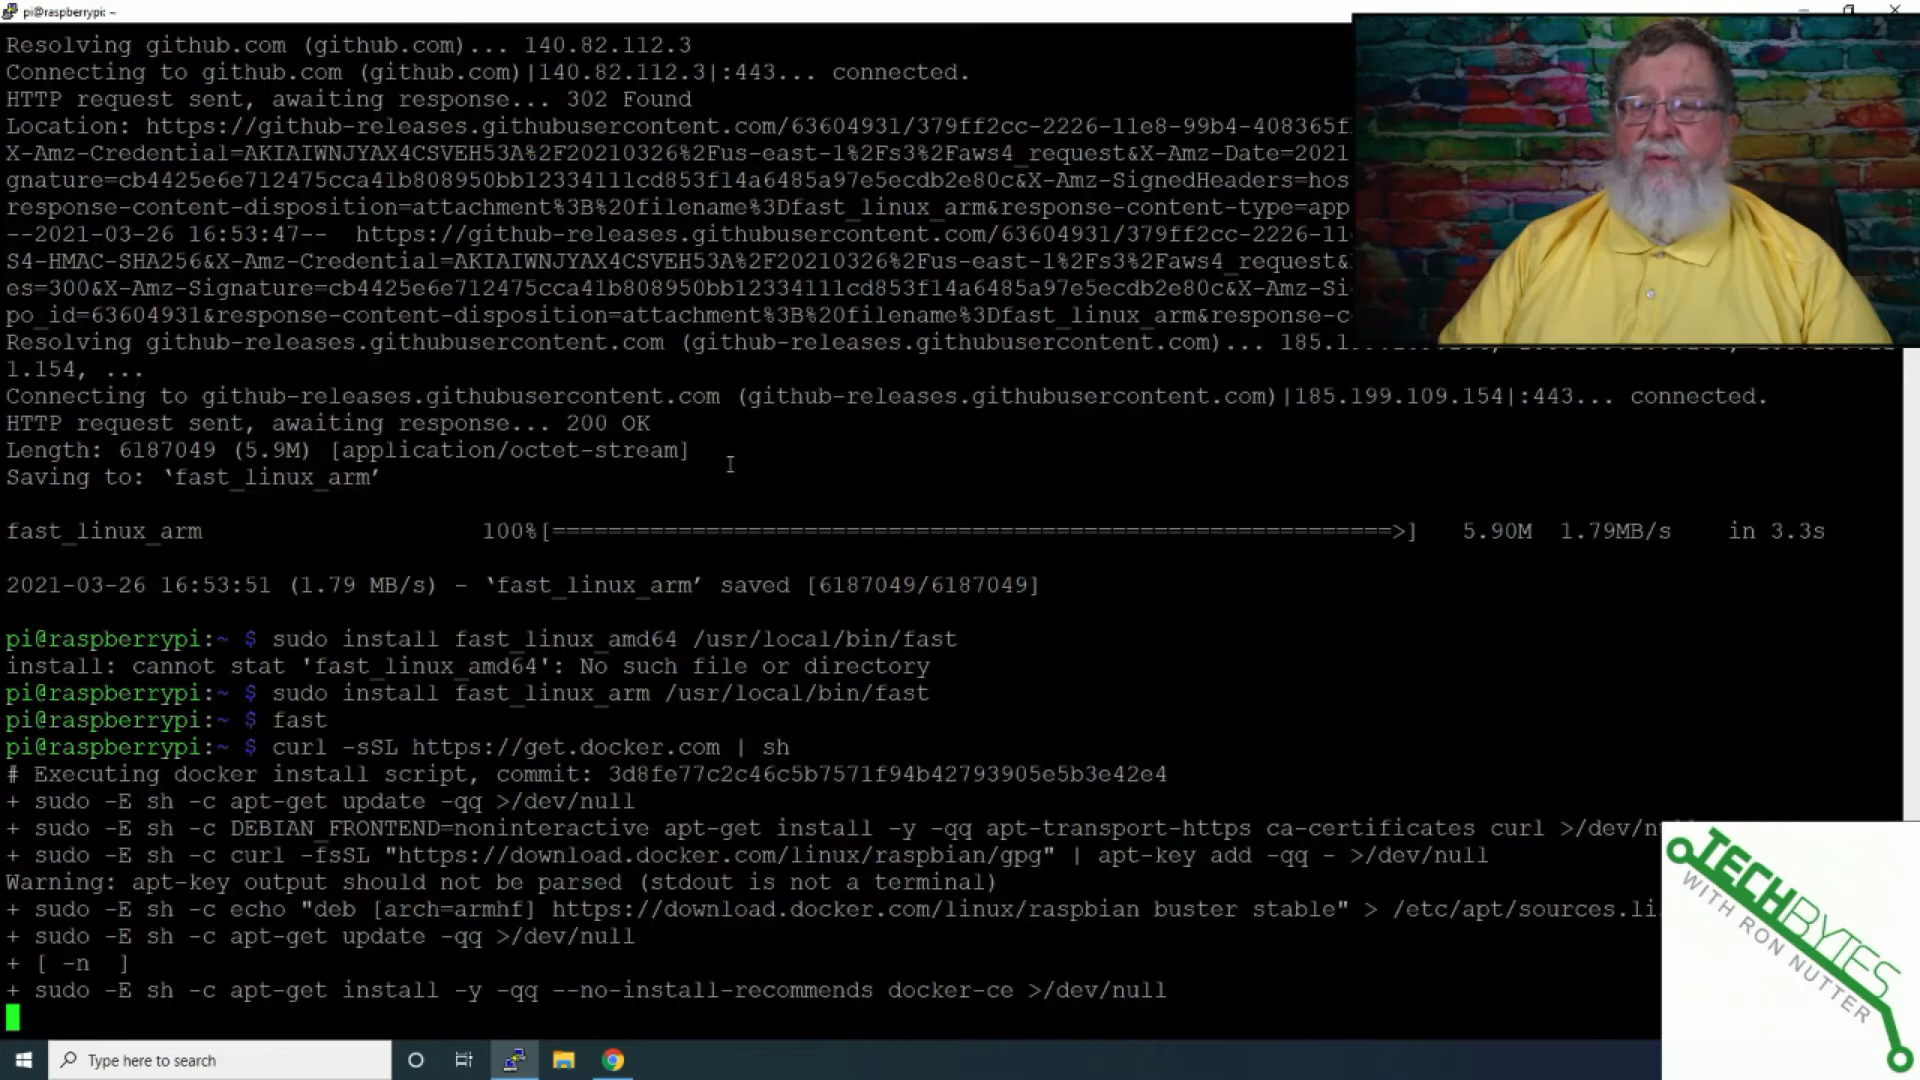 pi@raspberrypi: ~
Resolving github.com (github.com)... 140.82.112.3
Connecting to github.com (github.com)|140.82.112.3|:443... connected.
HTTP request sent, awaiting response... 302 Found
Location: https://github-releases.githubusercontent.com/63604931/379ff2cc-2226-11e8-99b4-408365f
X-Amz-Credential=AKIAIWNJYAX4CSVEH53A%2F20210326%2Fus-east-1%2Fs3%2Faws4_request&X-Amz-Date=2021
gnature=cb4425e6e712475cca41b808950bb12334111cd853f14a6485a97e5ecdb2e80c&X-Amz-SignedHeaders=hos
response-content-disposition=attachment%3B%20filename%3Dfast_linux_arm&response-content-type=app
--2021-03-26 16:53:47--  https://github-releases.githubusercontent.com/63604931/379ff2cc-2226-11
S4-HMAC-SHA256&X-Amz-Credential=AKIAIWNJYAX4CSVEH53A%2F20210326%2Fus-east-1%2Fs3%2Faws4_request&
es=300&X-Amz-Signature=cb4425e6e712475cca41b808950bb12334111cd853f14a6485a97e5ecdb2e80c&X-Amz-Si
po_id=63604931&response-content-disposition=attachment%3B%20filename%3Dfast_linux_arm&response-c
Resolving github-releases.githubusercontent.com (github-releases.githubusercontent.com)... 185.1
1.154, ...
Connecting to github-releases.githubusercontent.com (github-releases.githubusercontent.com)|185.199.109.154|:443... connected.
HTTP request sent, awaiting response... 200 OK
Length: 6187049 (5.9M) [application/octet-stream]
Saving to: ‘fast_linux_arm’
fast_linux_arm 100%[============================================================>] 5.90M 1.79MB/s in 3.3s
2021-03-26 16:53:51 (1.79 MB/s) - ‘fast_linux_arm’ saved [6187049/6187049]
pi@raspberrypi:~ $ sudo install fast_linux_amd64 /usr/local/bin/fast
install: cannot stat 'fast_linux_amd64': No such file or directory
pi@raspberrypi:~ $ sudo install fast_linux_arm /usr/local/bin/fast
pi@raspberrypi:~ $ fast
pi@raspberrypi:~ $ curl -sSL https://get.docker.com | sh
# Executing docker install script, commit: 3d8fe77c2c46c5b7571f94b42793905e5b3e42e4
+ sudo -E sh -c apt-get update -qq >/dev/null
+ sudo -E sh -c DEBIAN_FRONTEND=noninteractive apt-get install -y -qq apt-transport-https ca-certificates curl >/dev/nu
+ sudo -E sh -c curl -fsSL "https://download.docker.com/linux/raspbian/gpg" | apt-key add -qq - >/dev/null
Warning: apt-key output should not be parsed (stdout is not a terminal)
+ sudo -E sh -c echo "deb [arch=armhf] https://download.docker.com/linux/raspbian buster stable" > /etc/apt/sources.li
+ sudo -E sh -c apt-get update -qq >/dev/null
+ [ -n  ]
+ sudo -E sh -c apt-get install -y -qq --no-install-recommends docker-ce >/dev/null
TECHBYTES
WITH RON NUTTER
Type here to search